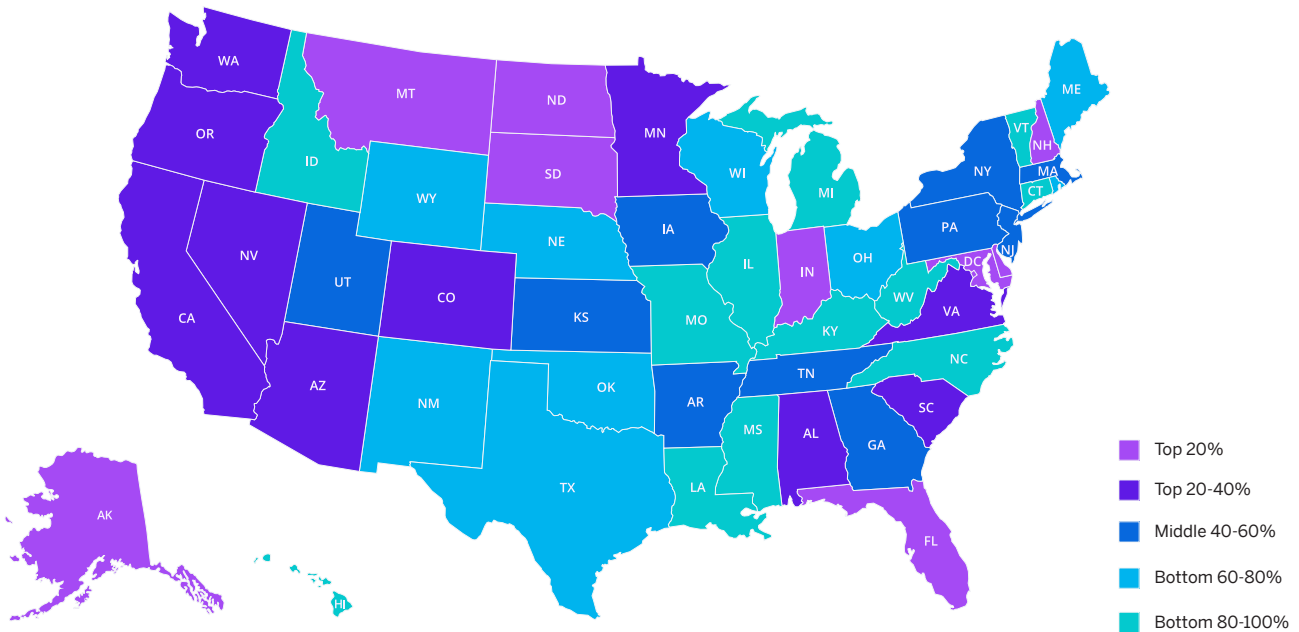 WA
MT
ND
MN
OR
ID
SD
WY
WI
MI
NY
ME
VT
NH
MA
CT
NV
UT
CO
NE
IA
IL
IN
OH
PA
NJ
DC
CA
KS
MO
KY
WV
VA
AZ
NM
OK
AR
TN
NC
TX
LA
MS
AL
GA
SC
FL
AK
HI
Top 20%
Top 20-40%
Middle 40-60%
Bottom 60-80%
Bottom 80-100%